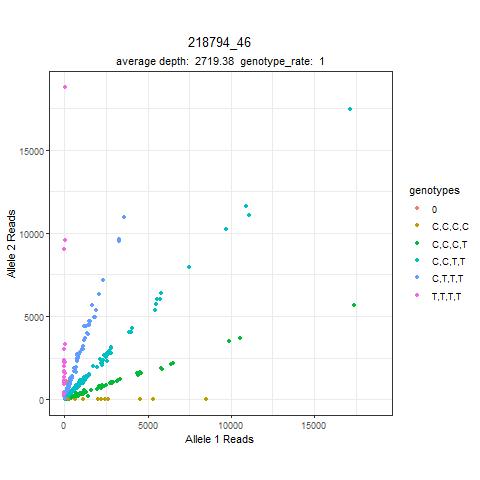 218794_46
average depth: 2719.38 genotype_rate: 1
Allele 2 Reads
15000
10000
5000
0
0
5000
10000
15000
Allele 1 Reads
genotypes
0
C,C,C,C
C,C,C,T
C,C,T,T
C,T,T,T
T,T,T,T